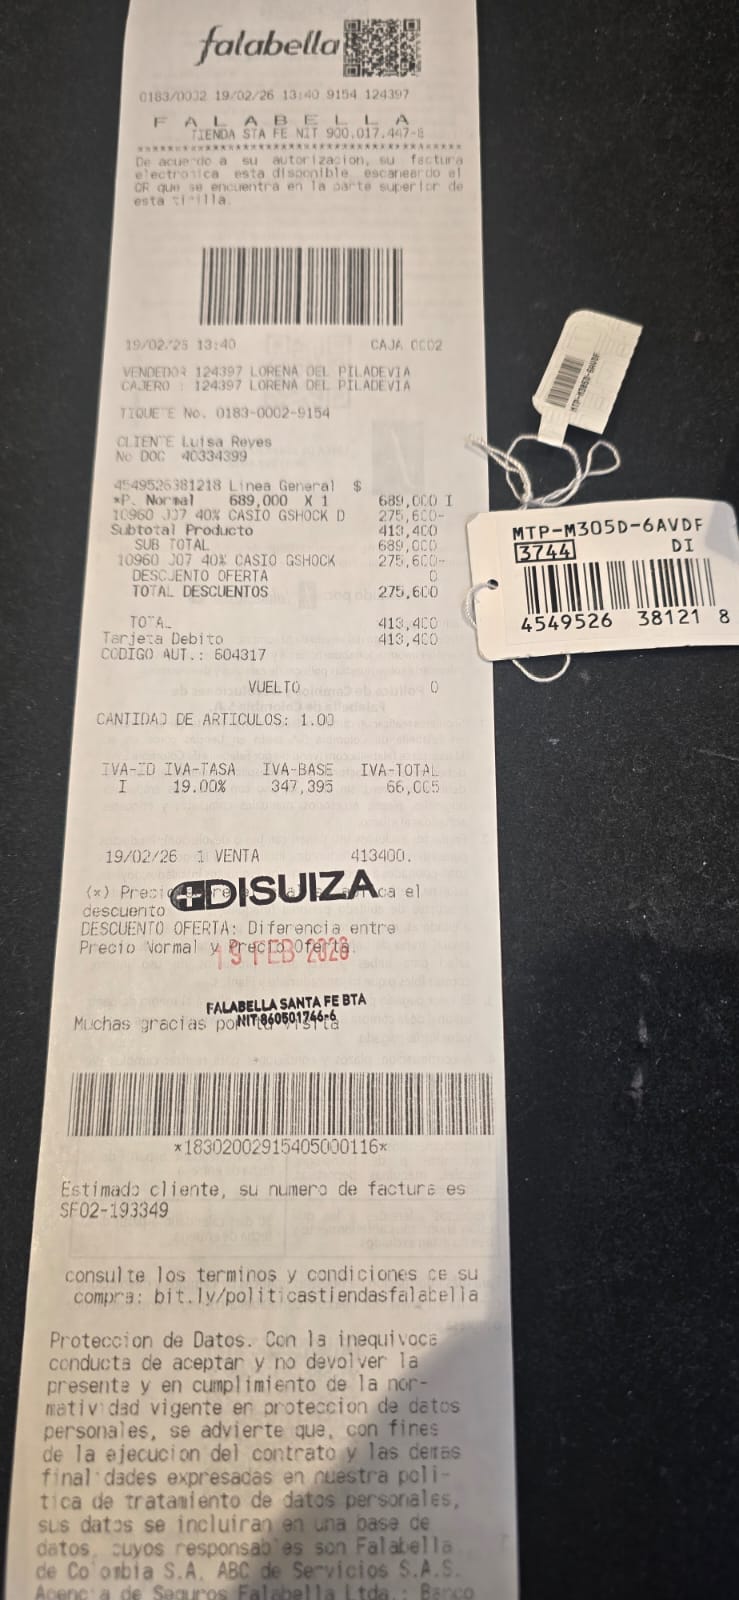 falabella
0183/0002 19/02/26 13:40 9154 124397
F A L A B E L L A
TIENDA STA FE NIT 900.017.447-8
De acuerdo a su autorizacion, su factura
electronica esta disponible escaneando el
QR que se encuentra en la parte superior de
esta tirilla.
19/02/26 13:40 CAJA 0002
VENDEDOR 124397 LORENA DEL PILADEVIA
CAJERO : 124397 LORENA DEL PILADEVIA
TIQUETE No. 0183-0002-9154
CLIENTE Luisa Reyes
No DOC 40334399
4549526381218 Linea General $
*P. Normal 689,000 X 1 689,000 I
10960 J07 40% CASIO GSHOCK D 275,600-
Subtotal Producto 413,400
SUB TOTAL 689,000
10960 J07 40% CASIO GSHOCK 275,600-
DESCUENTO OFERTA 0
TOTAL DESCUENTOS 275,600
TOTAL 413,400
Tarjeta Debito 413,400
CODIGO AUT.: 604317
VUELTO 0
CANTIDAD DE ARTICULOS: 1.00
IVA-ID IVA-TASA IVA-BASE IVA-TOTAL
I 19.00% 347,395 66,005
19/02/26 1 VENTA 413400.
(x) Precio el
DISUIZA
descuento
DESCUENTO OFERTA: Diferencia entre
Precio Normal y Precio Oferta.
19 FEB 2026
FALABELLA SANTA FE BTA
NIT 860501746-6
Muchas gracias por tu visita
*18302002915405000116*
Estimado cliente, su numero de factura es
SF02-193349
consulte los terminos y condiciones de su
compra: bit.ly/politicastiendasfalabella
Proteccion de Datos. Con la inequivoca
conducta de aceptar y no devolver la
presente y en cumplimiento de la nor-
matividad vigente en proteccion de datos
personales, se advierte que, con fines
de la ejecucion del contrato y las demas
finalidades expresadas en nuestra poli-
tica de tratamiento de datos personales,
sus datos se incluiran en una base de
datos, cuyos responsables son Falabella
de Colombia S.A. ABC de Servicios S.A.S.
Agencia de Seguros Falabella Ltda.: Banco
MTP-M305D-6AVDF
MTP-M305D-6AVDF
3744 DI
4549526 38121 8